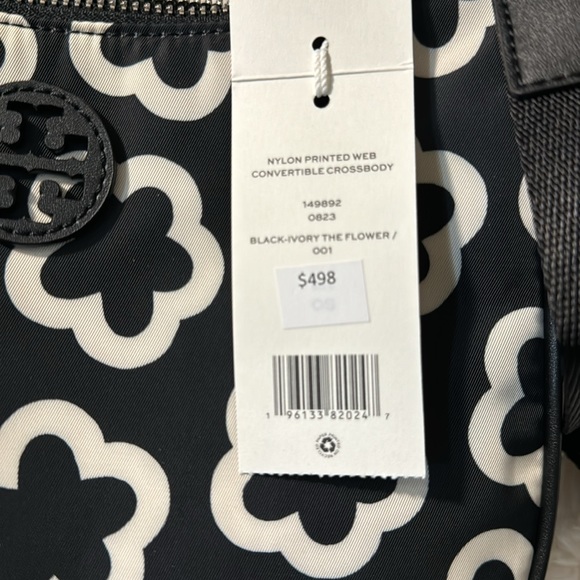 NYLON PRINTED WEB
CONVERTIBLE CROSSBODY
149892
0823
BLACK-IVORY THE FLOWER /
001
$498
1 96133 82024 7